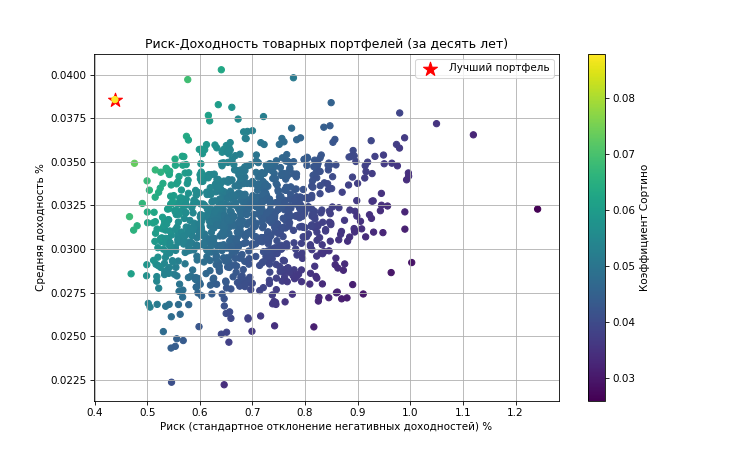 Риск-Доходность товарных портфелей (за десять лет)
Лучший портфель
Средняя доходность %
0.0400
0.0375
0.0350
0.0325
0.0300
0.0275
0.0250
0.0225
0.4 0.5 0.6 0.7 0.8 0.9 1.0 1.1 1.2
Риск (стандартное отклонение негативных доходностей) %
0.08
0.07
0.06
0.05
0.04
0.03
Коэффициент Сортино